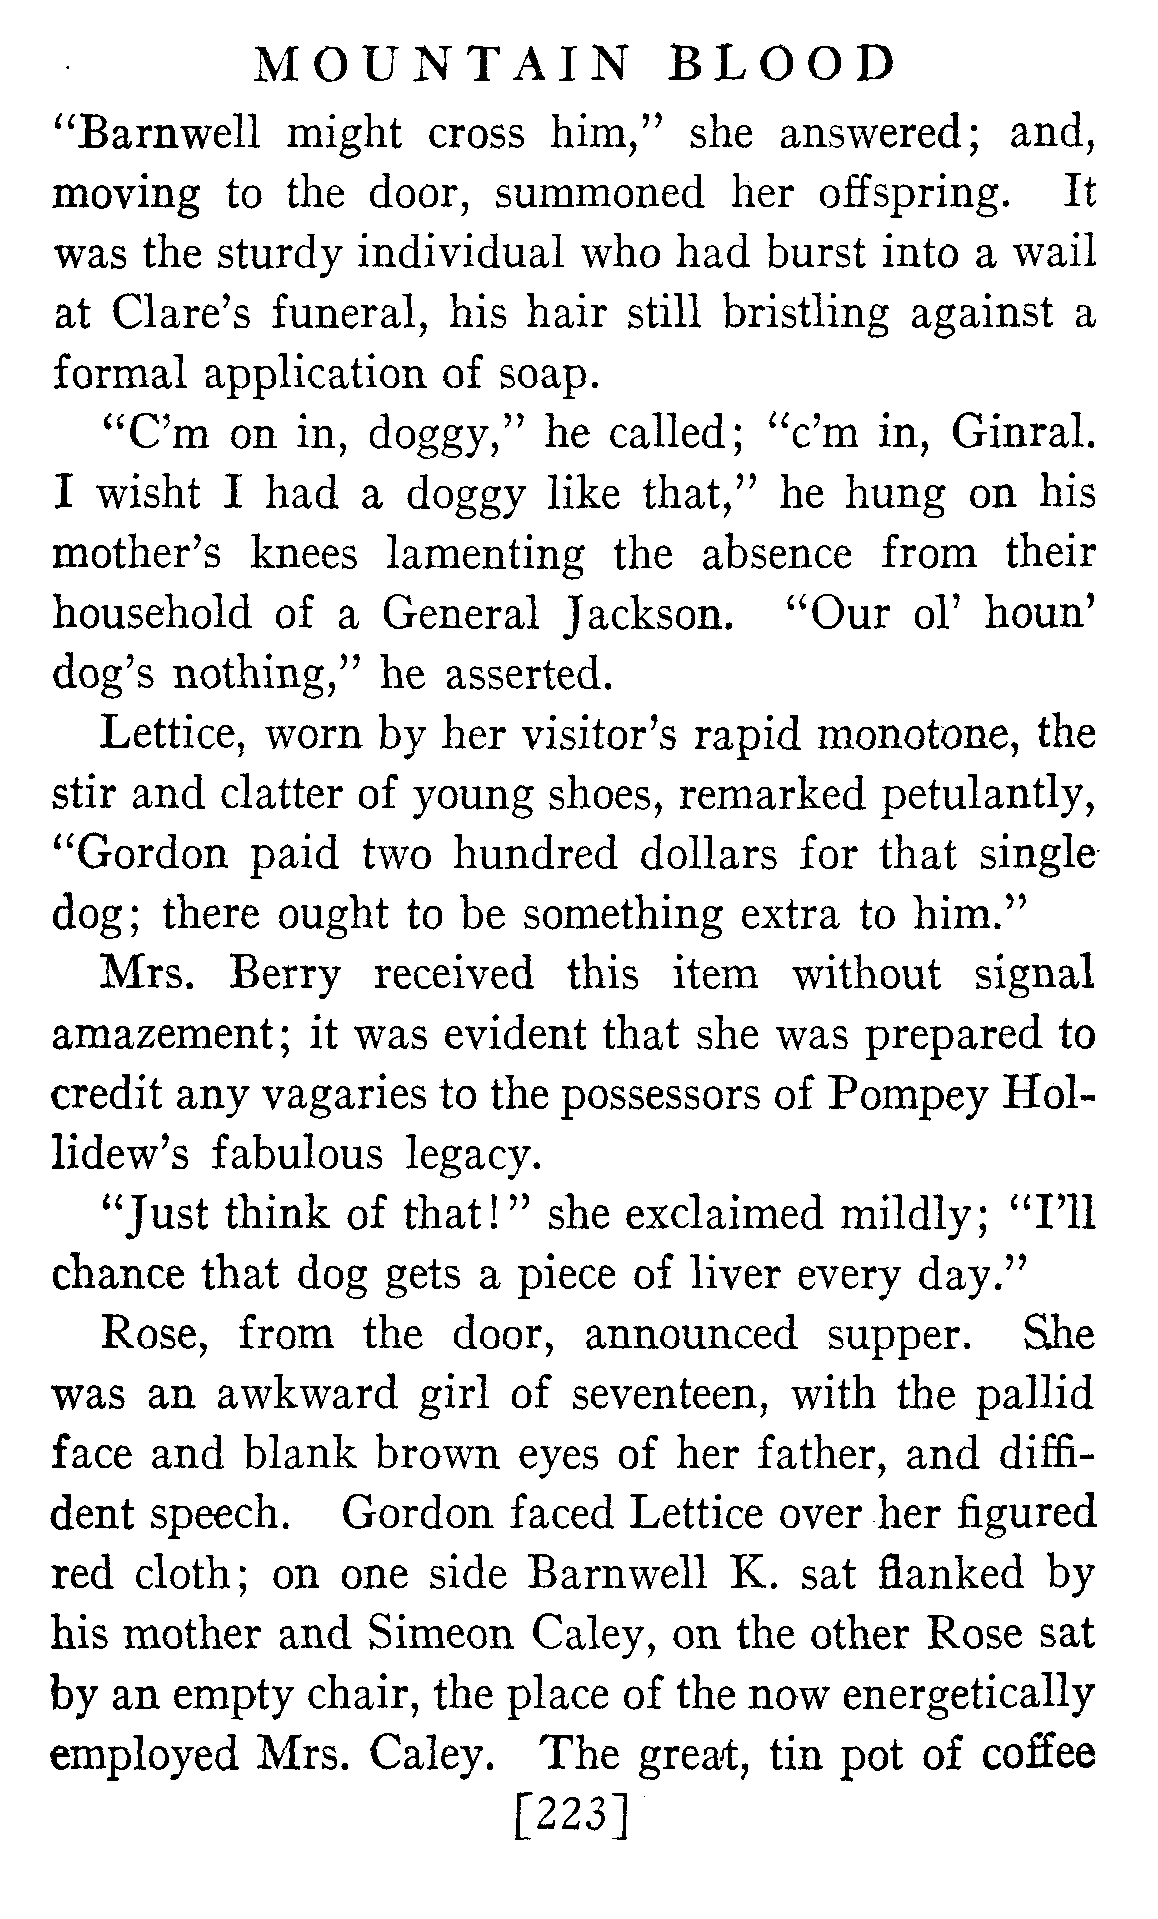 MOUNTAIN BLOOD
“Barnwell might cross him,” she answered; and,
moving to the door, summoned her offspring. It
was the sturdy individual who had burst into a wail
at Clare’s funeral, his hair still bristling against a
formal application of soap.
“C’m on in, doggy,” he called; “c’m in, Ginral.
I wisht I had a doggy like that,” he hung on his
mother’s knees lamenting the absence from their
household of a General Jackson. “Our ol’ houn’
dog’s nothing,” he asserted.
Lettice, worn by her visitor’s rapid monotone, the
stir and clatter of young shoes, remarked petulantly,
“Gordon paid two hundred dollars for that single
dog; there ought to be something extra to him.”
Mrs. Berry received this item without signal
amazement; it was evident that she was prepared to
credit any vagaries to the possessors of Pompey Hol-
lidew’s fabulous legacy.
“Just think of that!” she exclaimed mildly; “I’ll
chance that dog gets a piece of liver every day.”
Rose, from the door, announced supper. She
was an awkward girl of seventeen, with the pallid
face and blank brown eyes of her father, and diffi-
dent speech. Gordon faced Lettice over her figured
red cloth; on one side Barnwell K. sat flanked by
his mother and Simeon Caley, on the other Rose sat
by an empty chair, the place of the now energetically
employed Mrs. Caley. The great, tin pot of coffee
[223]